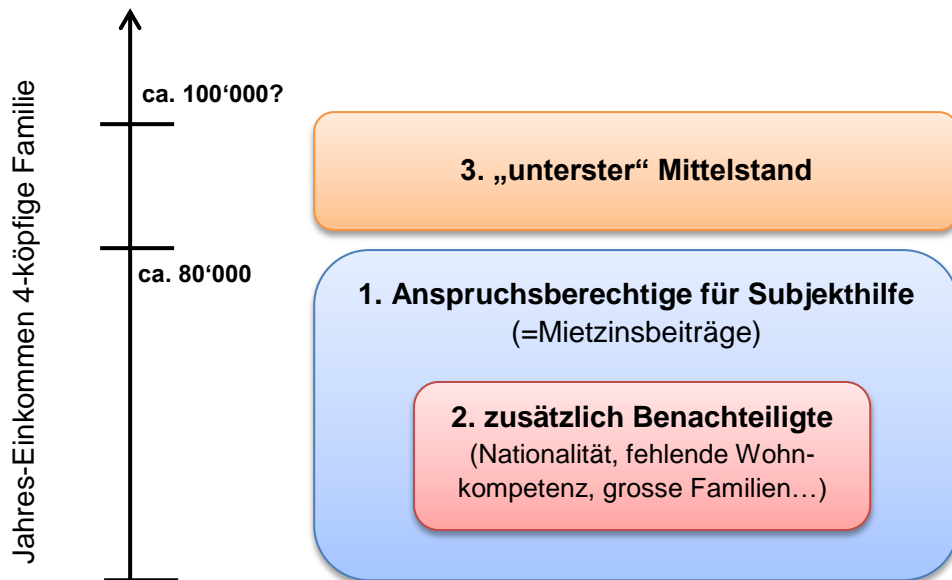 Jahres-Einkommen 4-köpfige Familie
ca. 100‘000?
3. „unterster“ Mittelstand
ca. 80‘000
1. Anspruchsberechtige für Subjekthilfe
(=Mietzinsbeiträge)
2. zusätzlich Benachteiligte
(Nationalität, fehlende Wohn-
kompetenz, grosse Familien…)